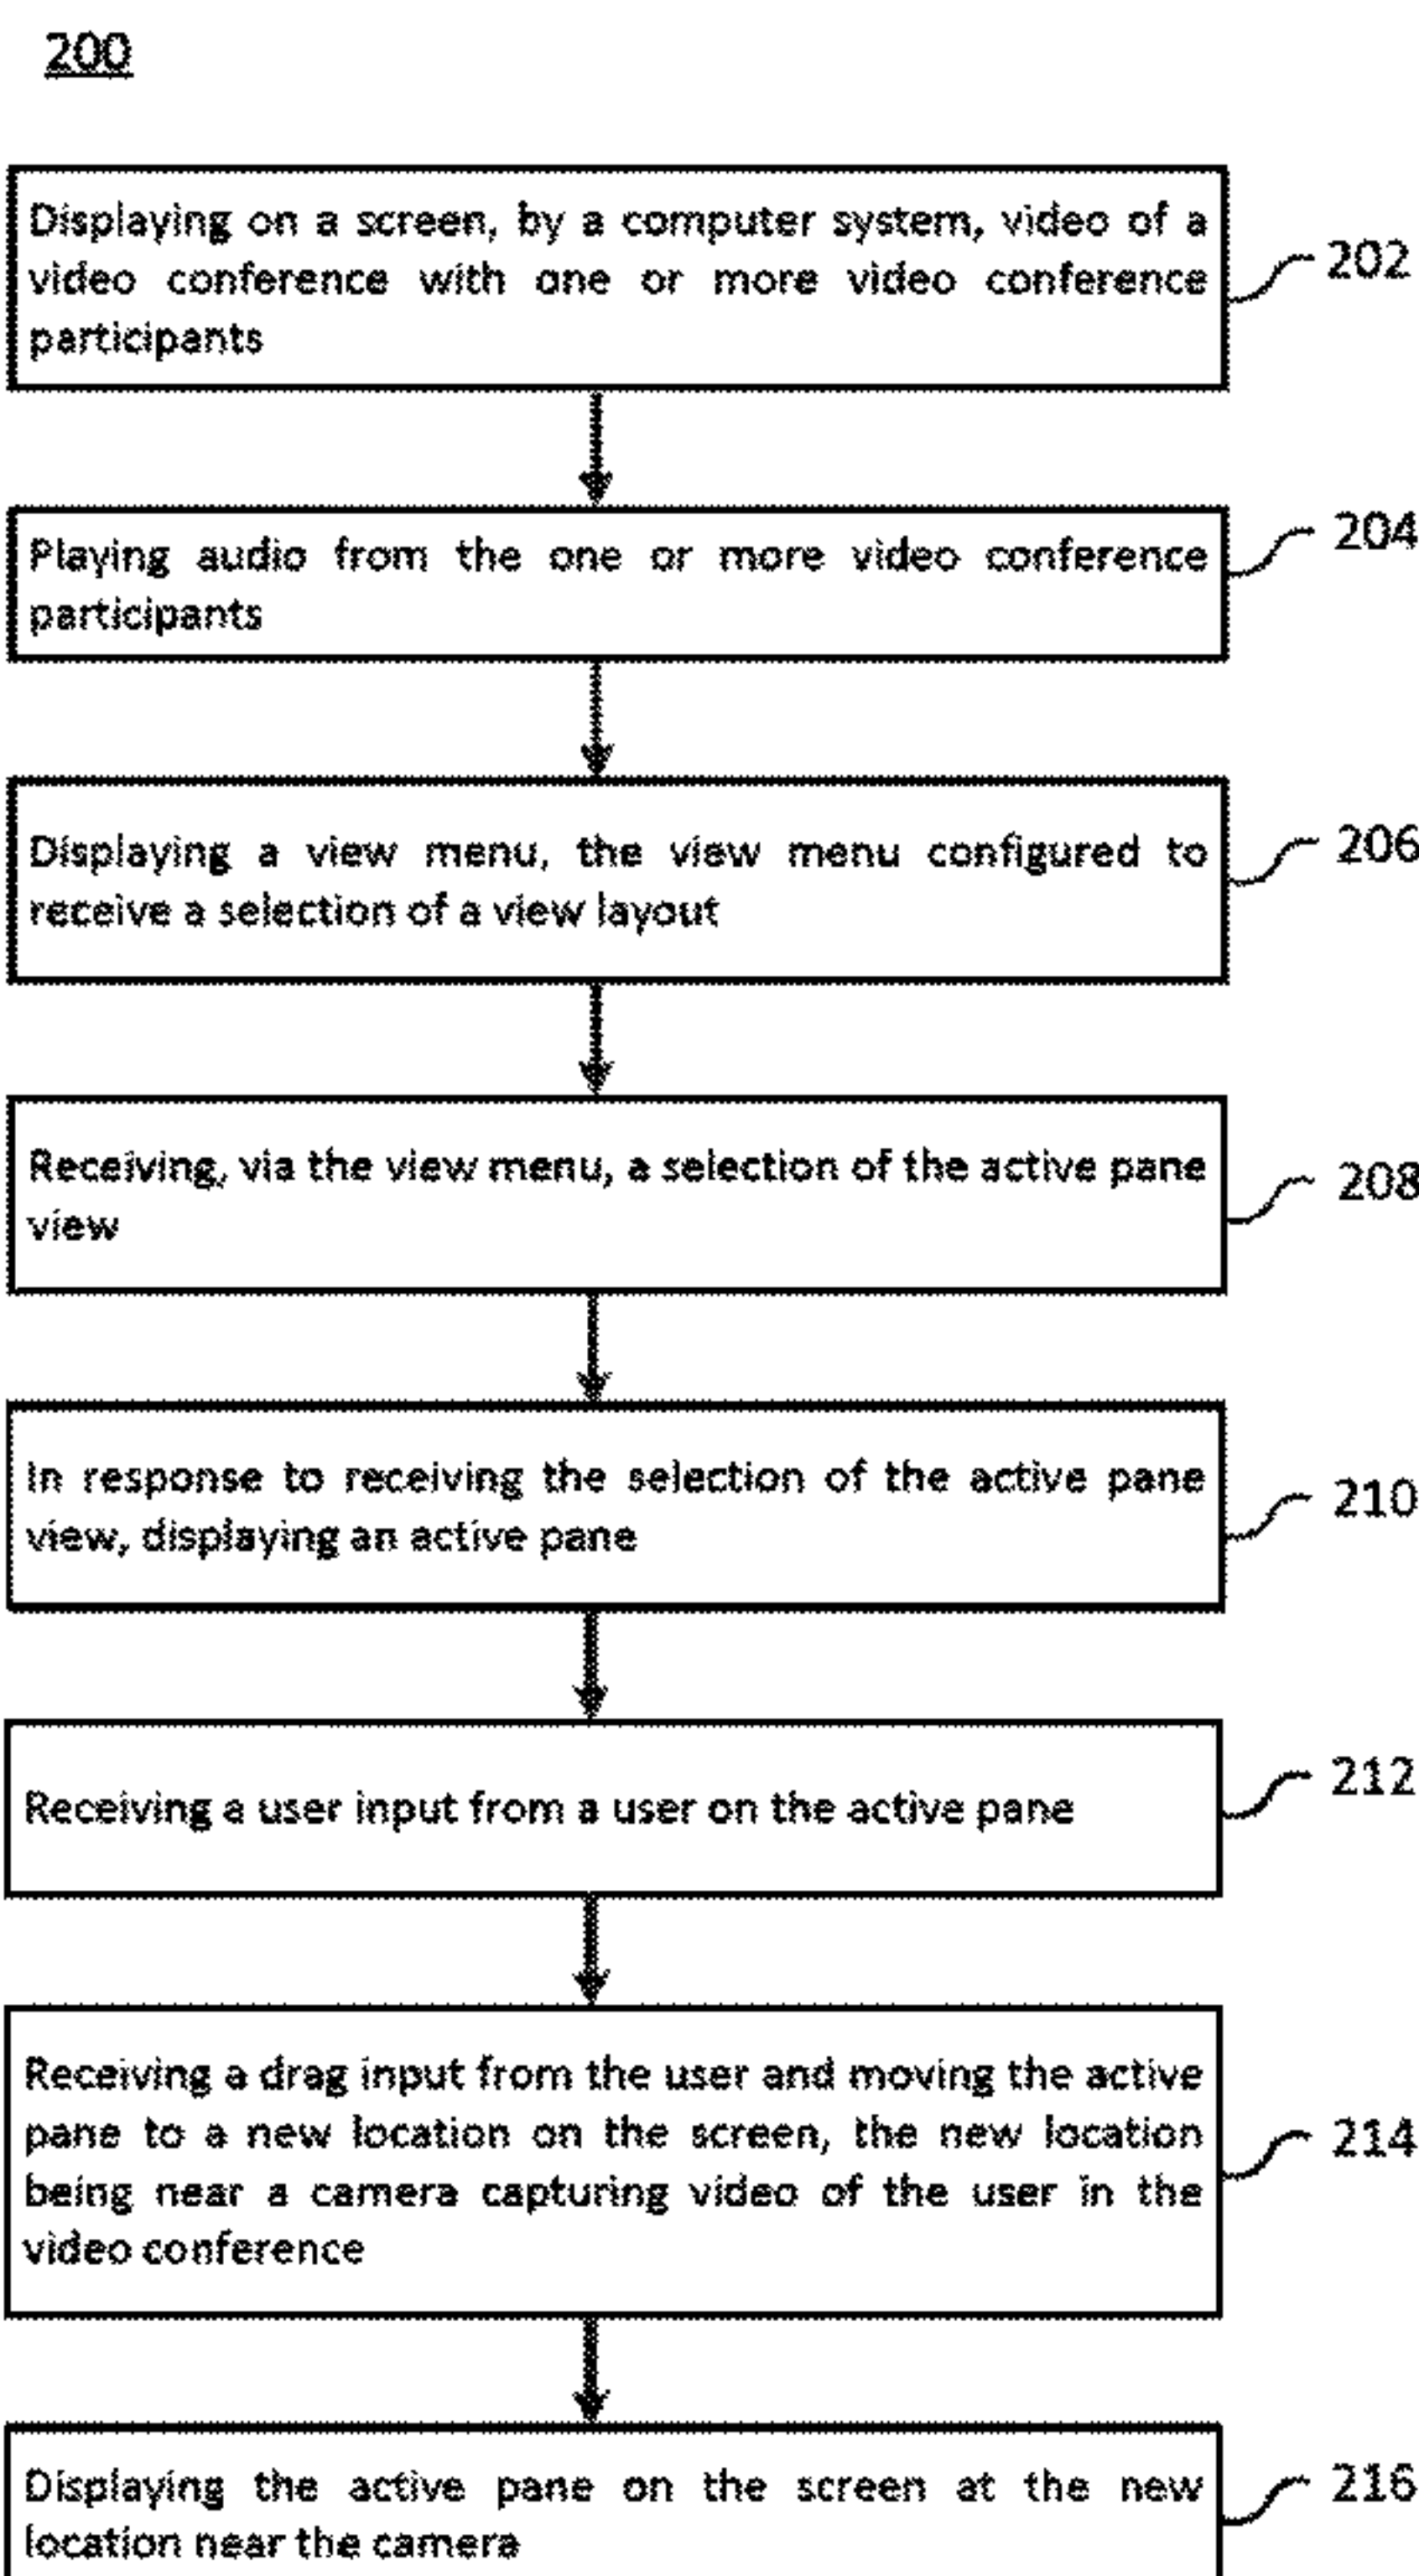 200
Displaying on a screen, by a computer system, video of a
video conference with one or more video conference
participants
202
Playing audio from the one or more video conference
participants
204
Displaying a view menu, the view menu configured to
receive a selection of a view layout
206
Receiving, via the view menu, a selection of the active pane
view
208
In response to receiving the selection of the active pane
view, displaying an active pane
210
Receiving a user input from a user on the active pane
212
Receiving a drag input from the user and moving the active
pane to a new location on the screen, the new location
being near a camera capturing video of the user in the
video conference
214
Displaying the active pane on the screen at the new
location near the camera
216